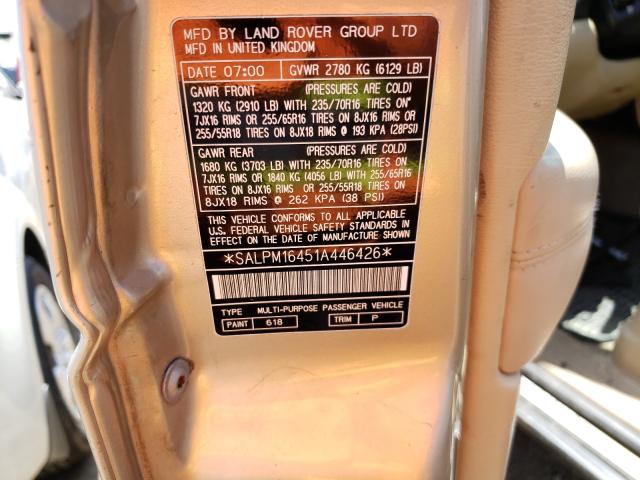 MFD BY LAND ROVER GROUP LTD
MFD IN UNITED KINGDOM
DATE 07:00 GVWR 2780 KG (6129 LB)
GAWR FRONT (PRESSURES ARE COLD)
1320 KG (2910 LB) WITH 235/70R16 TIRES ON"
7JX16 RIMS OR 255/65R16 TIRES ON 8JX16 RIMS OR
255/55R18 TIRES ON 8JX18 RIMS @ 193 KPA (28PSI)
GAWR REAR (PRESSURES ARE COLD)
1680 KG (3703 LB) WITH 235/70R16 TIRES ON
7JX16 RIMS OR 1840 KG (4056 LB) WITH 255/65R16
TIRES ON 8JX16 RIMS OR 255/55R18 TIRES ON
8JX18 RIMS @ 262 KPA (38 PSI)
THIS VEHICLE CONFORMS TO ALL APPLICABLE
U.S. FEDERAL VEHICLE SAFETY STANDARDS IN
EFFECT ON THE DATE OF MANUFACTURE SHOWN
*SALPM16451A446426*
TYPE MULTI-PURPOSE PASSENGER VEHICLE
PAINT 618 TRIM P